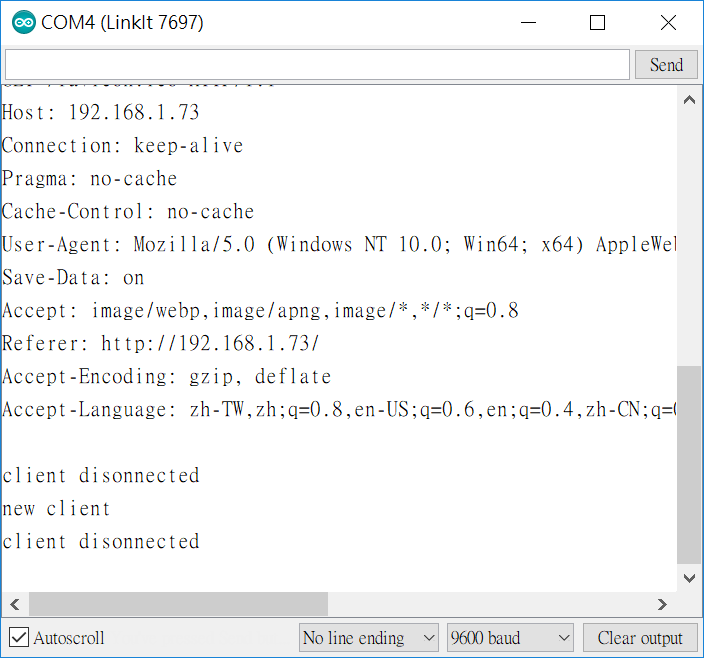 COM4 (LinkIt 7697)
Send
Host: 192.168.1.73
Connection: keep-alive
Pragma: no-cache
Cache-Control: no-cache
User-Agent: Mozilla/5.0 (Windows NT 10.0; Win64; x64)
Save-Data: on
Accept: image/webp,image/apng,image/*,*/*;q=0.8
Referer: http://192.168.1.73/
Accept-Encoding: gzip, deflate
Accept-Language: zh-TW,zh;q=0.8,en-US;q=0.6,en;q=0.4,zh-CN;q=
client disonnected
new client
client disonnected
Autoscroll
No line ending
9600 baud
Clear output